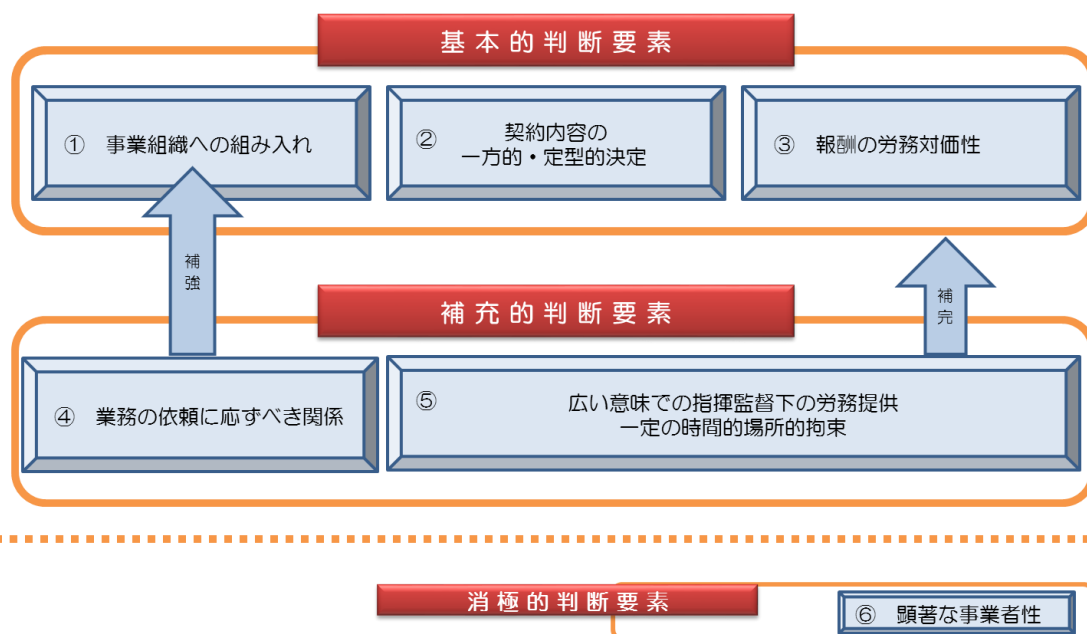 基本的判断要素
① 事業組織への組み入れ
② 契約内容の
一方的・定型的決定
③ 報酬の労務対価性
補強
補完
補充的判断要素
④ 業務の依頼に応ずべき関係
⑤ 広い意味での指揮監督下の労務提供
一定の時間的場所的拘束
消極的判断要素
⑥ 顕著な事業者性